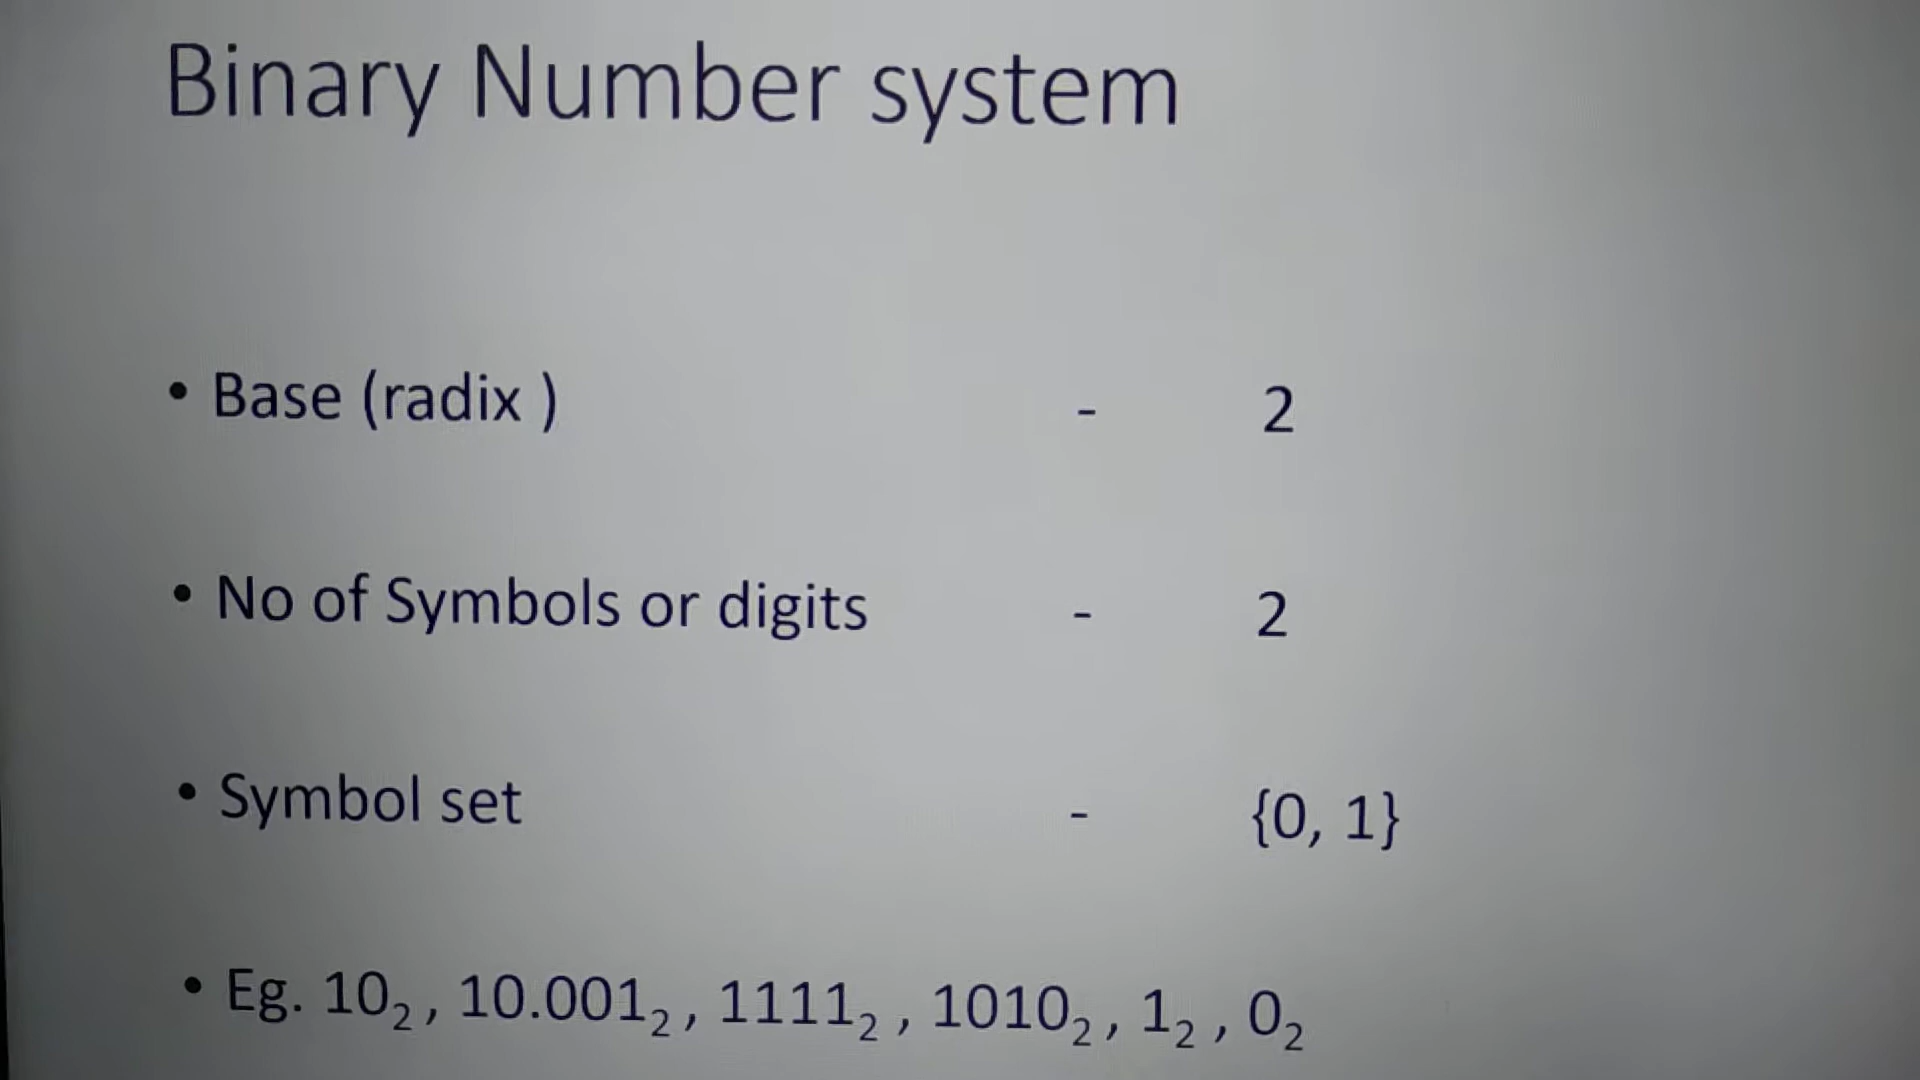 Binary Number system
• Base (radix ) - 2
• No of Symbols or digits - 2
• Symbol set - {0, 1}
• Eg. 10₂ , 10.001₂ , 1111₂ , 1010₂ , 1₂ , 0₂